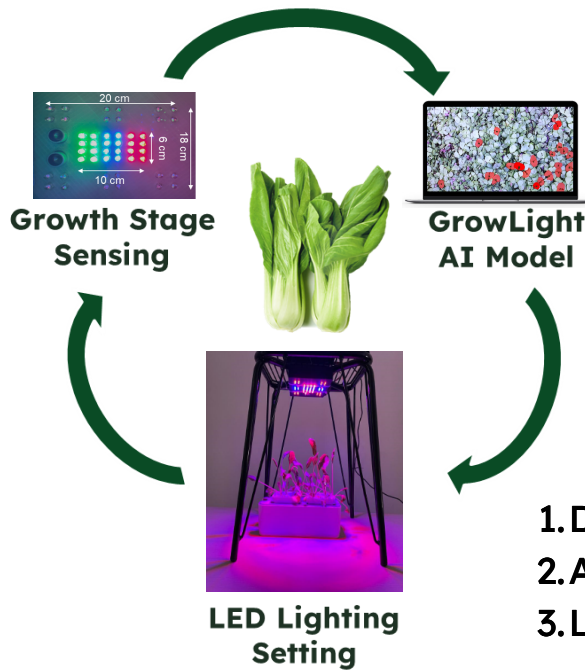 20 cm
18 cm
6 cm
10 cm
Growth Stage
Sensing
GrowLight
AI Model
LED Lighting
Setting
1.
2.
3.